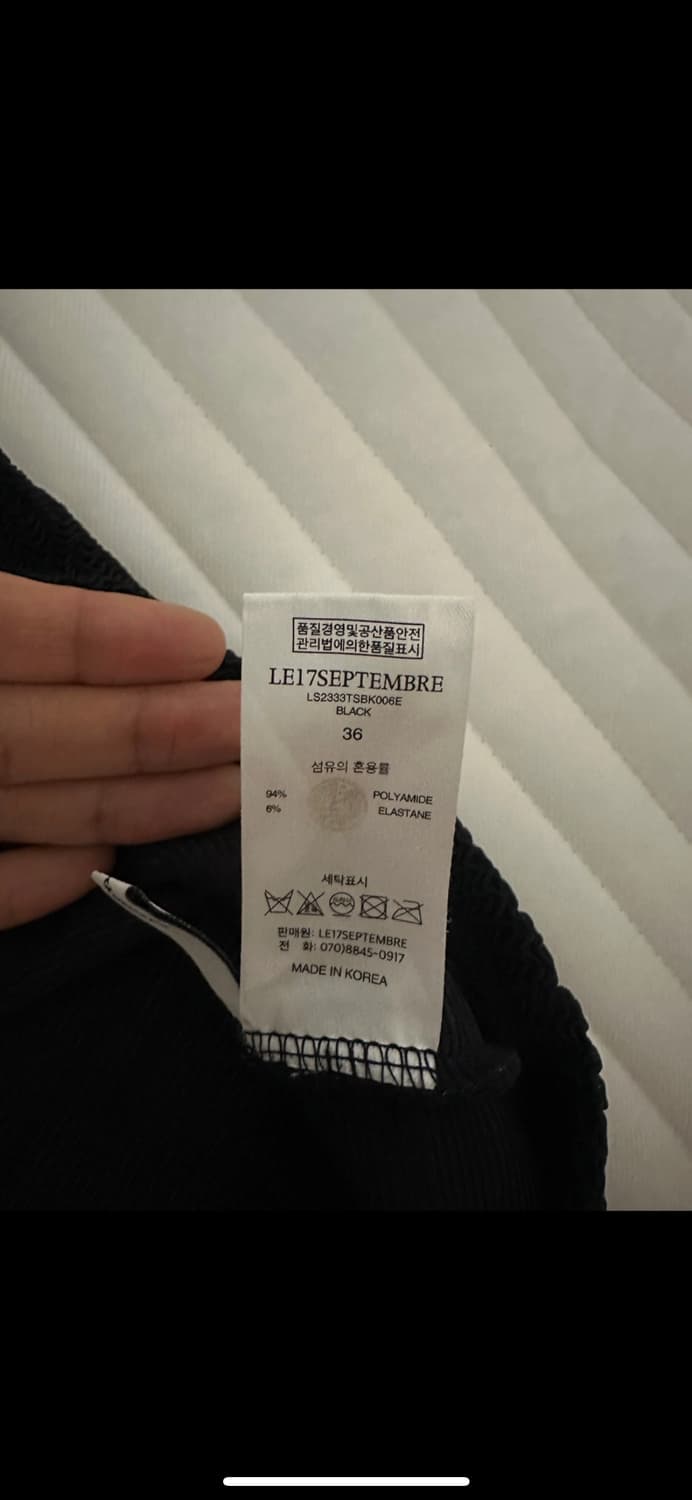 품질경영및공산품안전
관리법에의한품질표시
LE17SEPTEMBRE
LS2333TSBK006E
BLACK
36
섬유의 혼용률
94% POLYAMIDE
6% ELASTANE
세탁표시
판매원: LE17SEPTEMBRE
전 화: 070)8845-0917
MADE IN KOREA